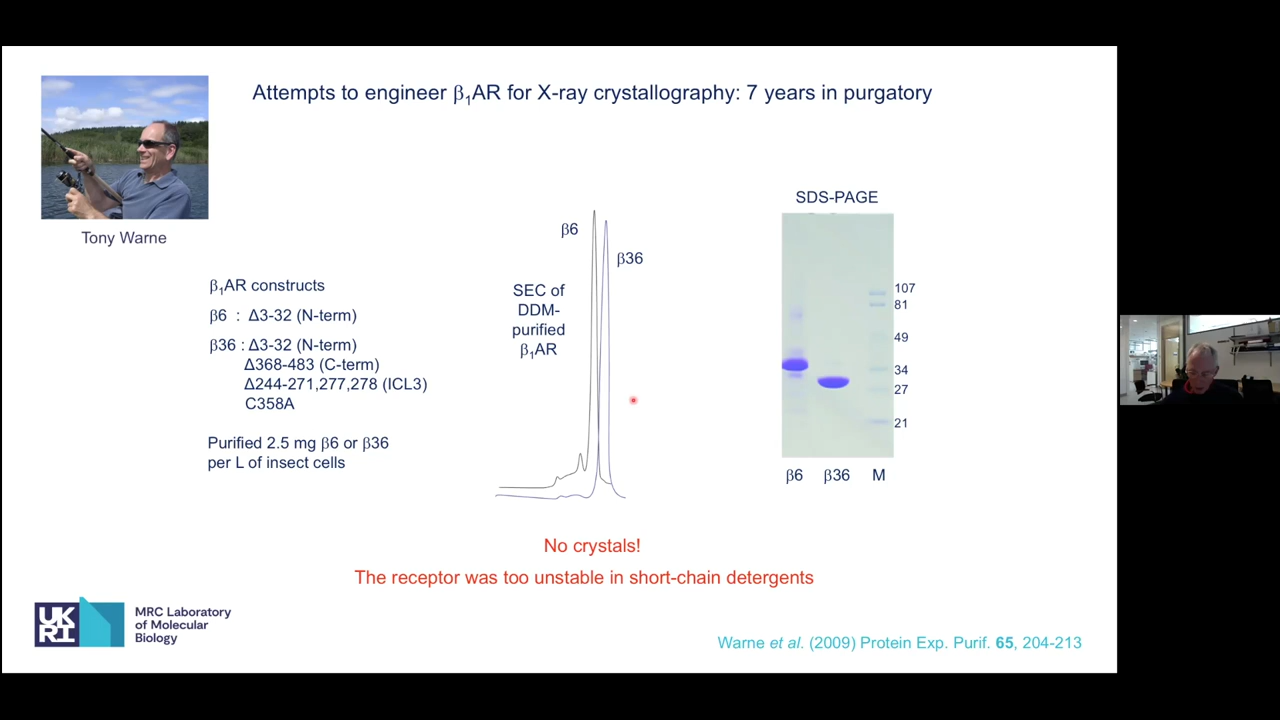 Attempts to engineer β₁AR for X-ray crystallography: 7 years in purgatory
Tony Warne
β₁AR constructs
β6 : Δ3-32 (N-term)
β36 : Δ3-32 (N-term)
Δ368-483 (C-term)
Δ244-271,277,278 (ICL3)
C358A
Purified 2.5 mg β6 or β36
per L of insect cells
β6
β36
SEC of
DDM-
purified
β₁AR
SDS-PAGE
107
81
49
34
27
21
β6 β36 M
No crystals!
The receptor was too unstable in short-chain detergents
UK
RI
MRC Laboratory
of Molecular
Biology
Warne et al. (2009) Protein Exp. Purif. 65, 204-213